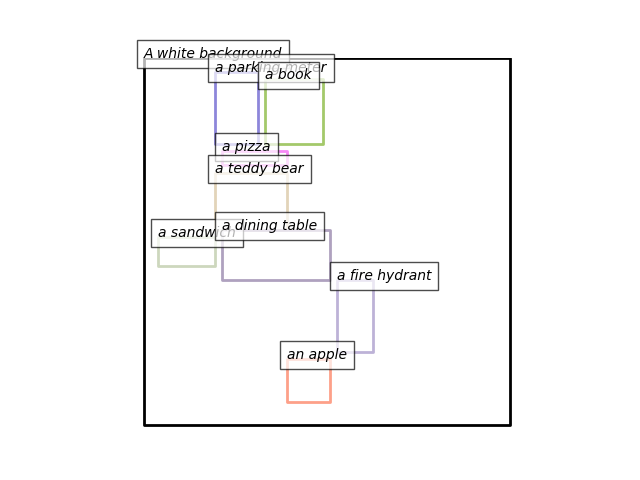 A white background
a parking meter
a book
a pizza
a teddy bear
a dining table
a sandwich
a fire hydrant
an apple